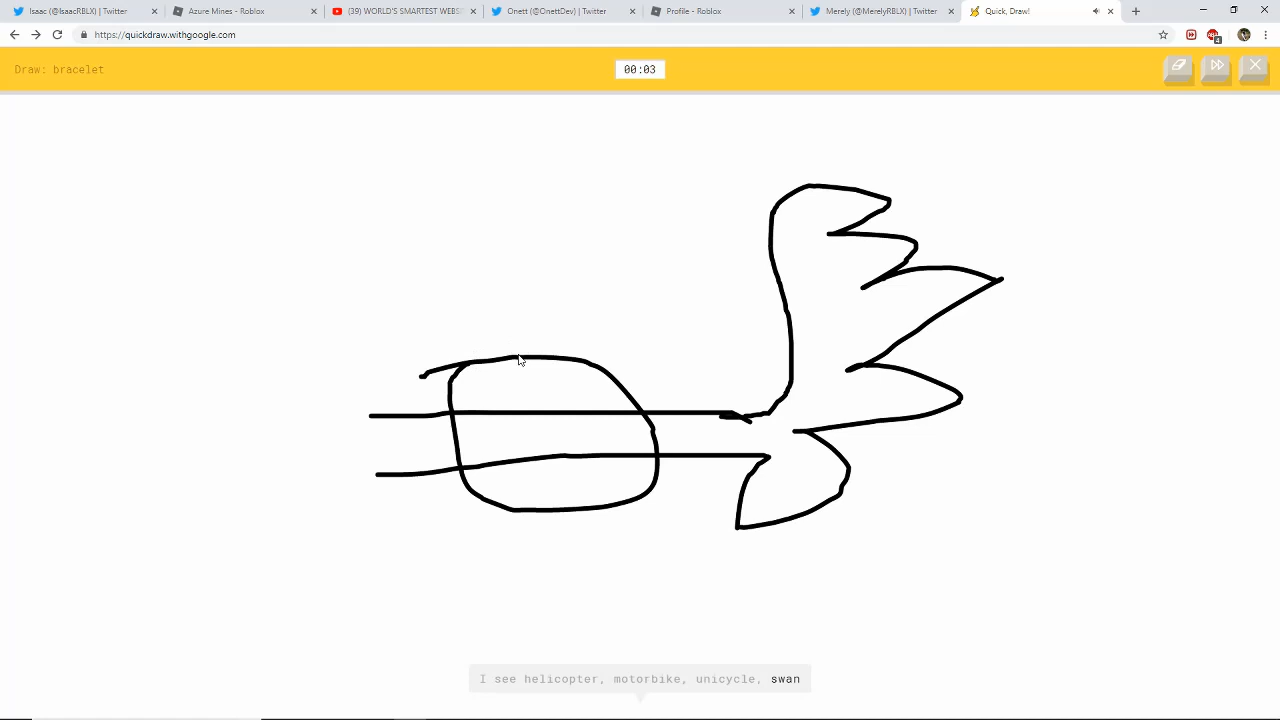 Isaac (@IsaacRBLX) | Twitter
Azure Mines - Roblox
(39) WORLD'S SMARTEST WEBS
Onett (@OnettDev) | Twitter
Profile - Roblox
Merely (@MerelyRBLX) | Twitter
Quick, Draw!
https://quickdraw.withgoogle.com
Draw: bracelet
00:03
I see helicopter, motorbike, unicycle, swan